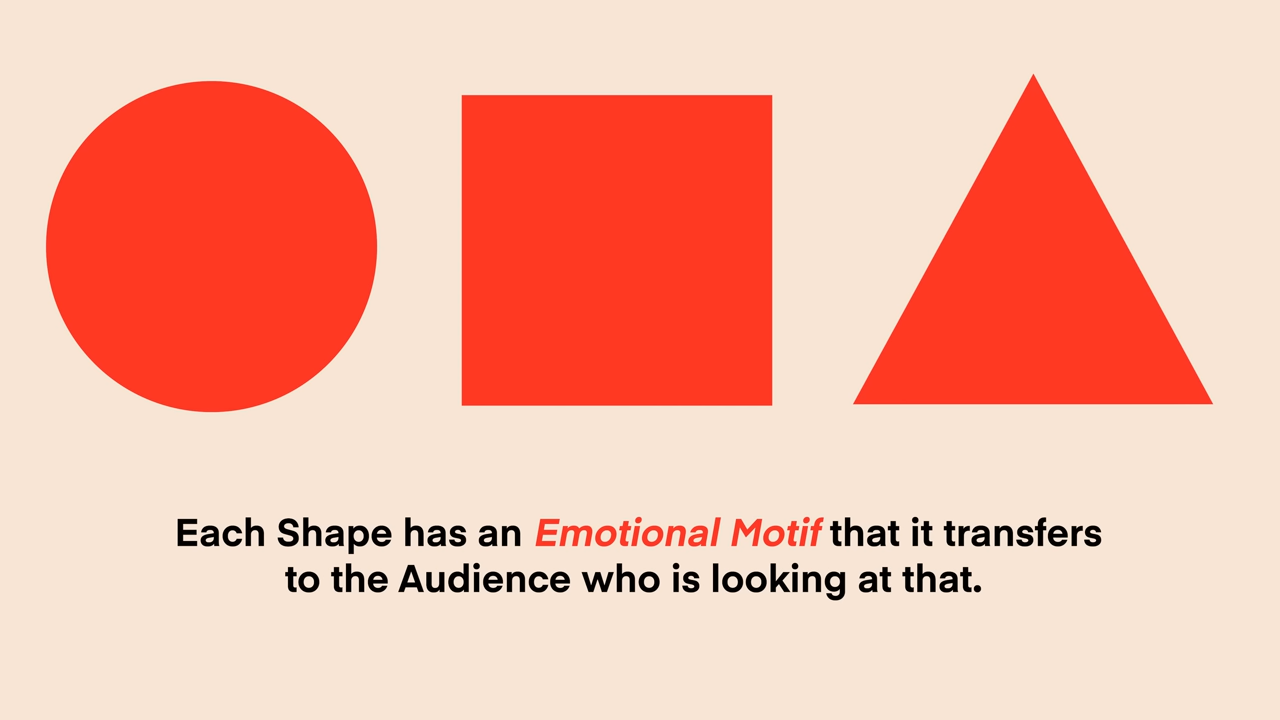 Each Shape has an Emotional Motif that it transfers
to the Audience who is looking at that.